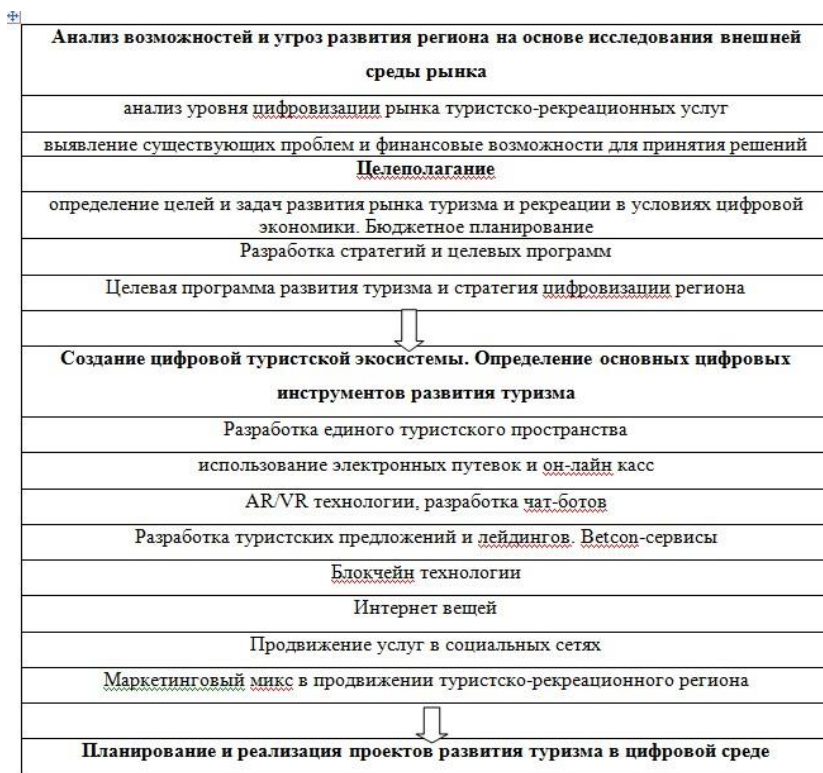 Анализ возможностей и угроз развития региона на основе исследования внешней
среды рынка
анализ уровня цифровизации рынка туристско-рекреационных услуг
выявление существующих проблем и финансовые возможности для принятия решений
Целеполагание
определение целей и задач развития рынка туризма и рекреации в условиях цифровой
экономики. Бюджетное планирование
Разработка стратегий и целевых программ
Целевая программа развития туризма и стратегия цифровизации региона
Создание цифровой туристской экосистемы. Определение основных цифровых
инструментов развития туризма
Разработка единого туристского пространства
использование электронных путевок и он-лайн касс
AR/VR технологии, разработка чат-ботов
Разработка туристских предложений и лейдингов. Betcon-сервисы
Блокчейн технологии
Интернет вещей
Продвижение услуг в социальных сетях
Маркетинговый микс в продвижении туристско-рекреационного региона
Планирование и реализация проектов развития туризма в цифровой среде